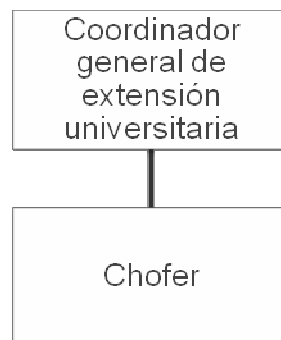 Coordinador
general de
extensión
universitaria
Chofer